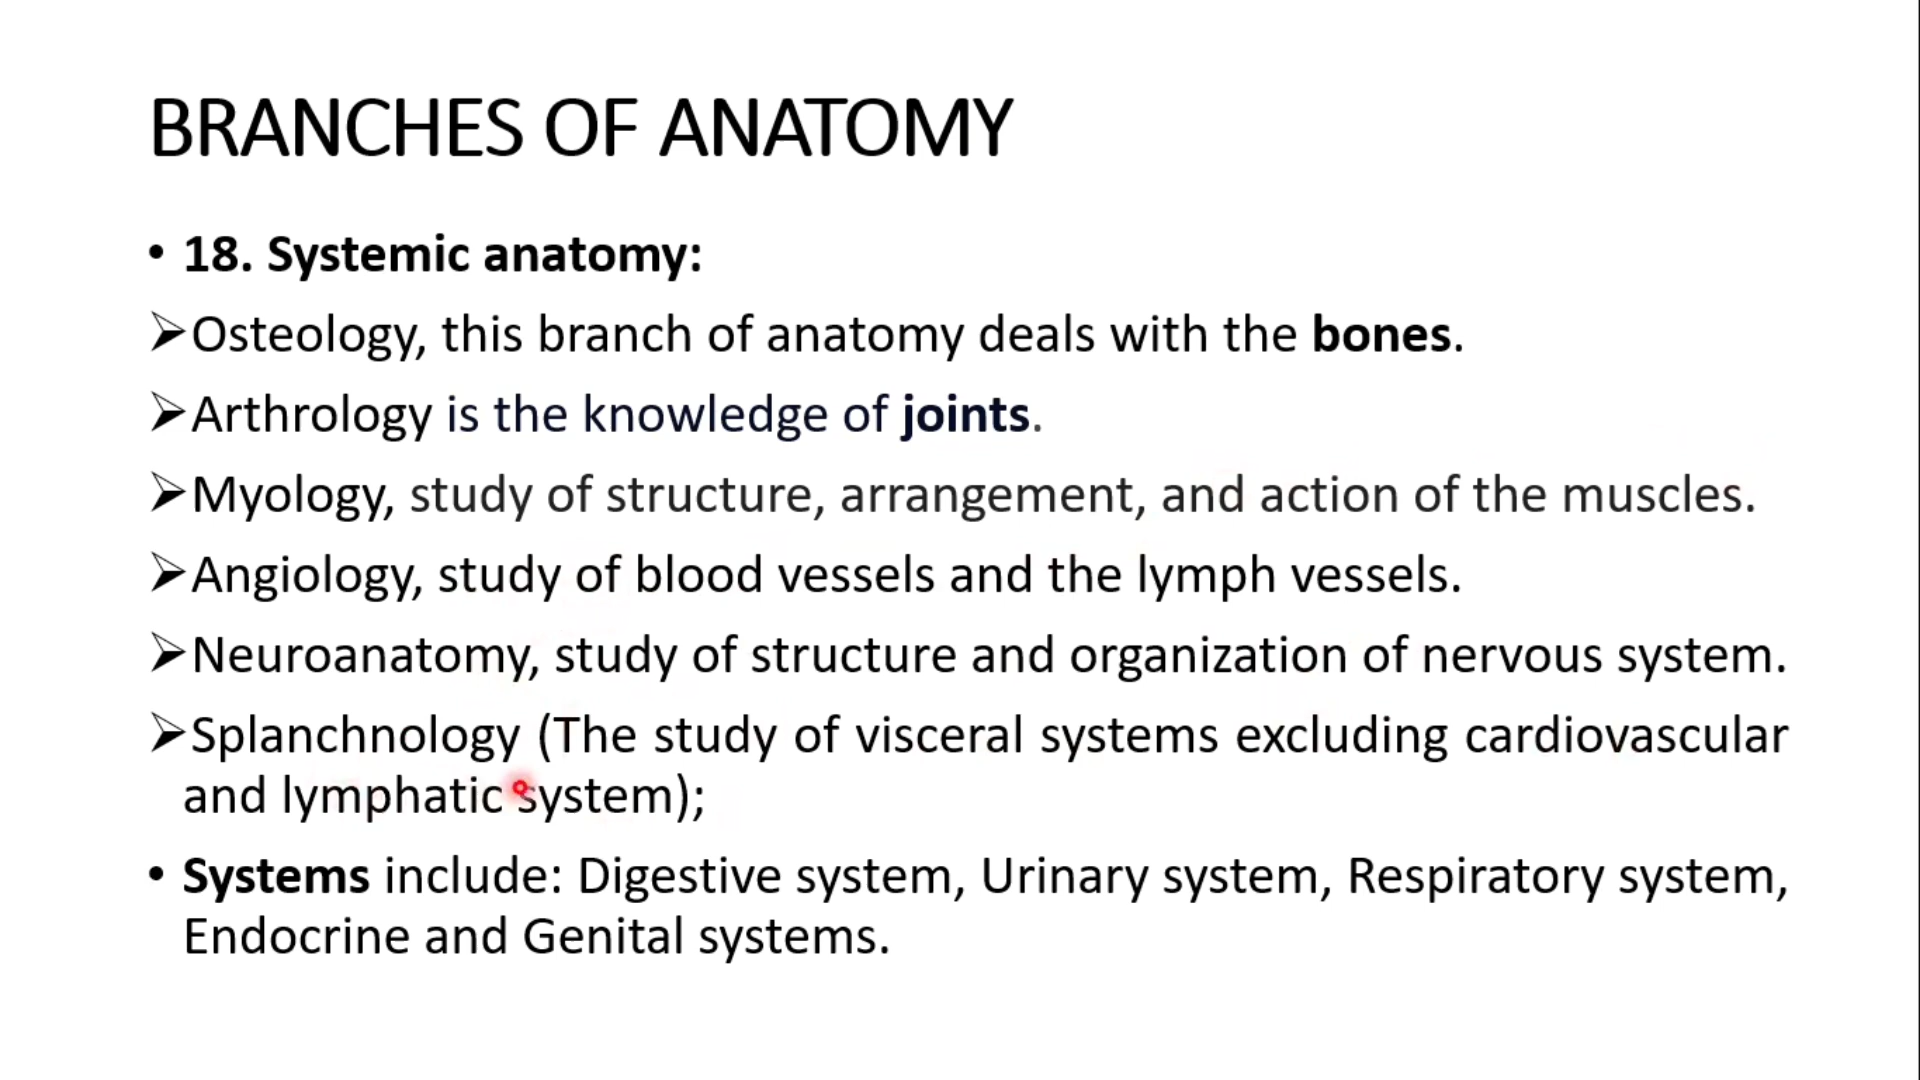 BRANCHES OF ANATOMY
• 18. Systemic anatomy:
➢Osteology, this branch of anatomy deals with the bones.
➢Arthrology is the knowledge of joints.
➢Myology, study of structure, arrangement, and action of the muscles.
➢Angiology, study of blood vessels and the lymph vessels.
➢Neuroanatomy, study of structure and organization of nervous system.
➢Splanchnology (The study of visceral systems excluding cardiovascular
and lymphatic system);
• Systems include: Digestive system, Urinary system, Respiratory system,
Endocrine and Genital systems.